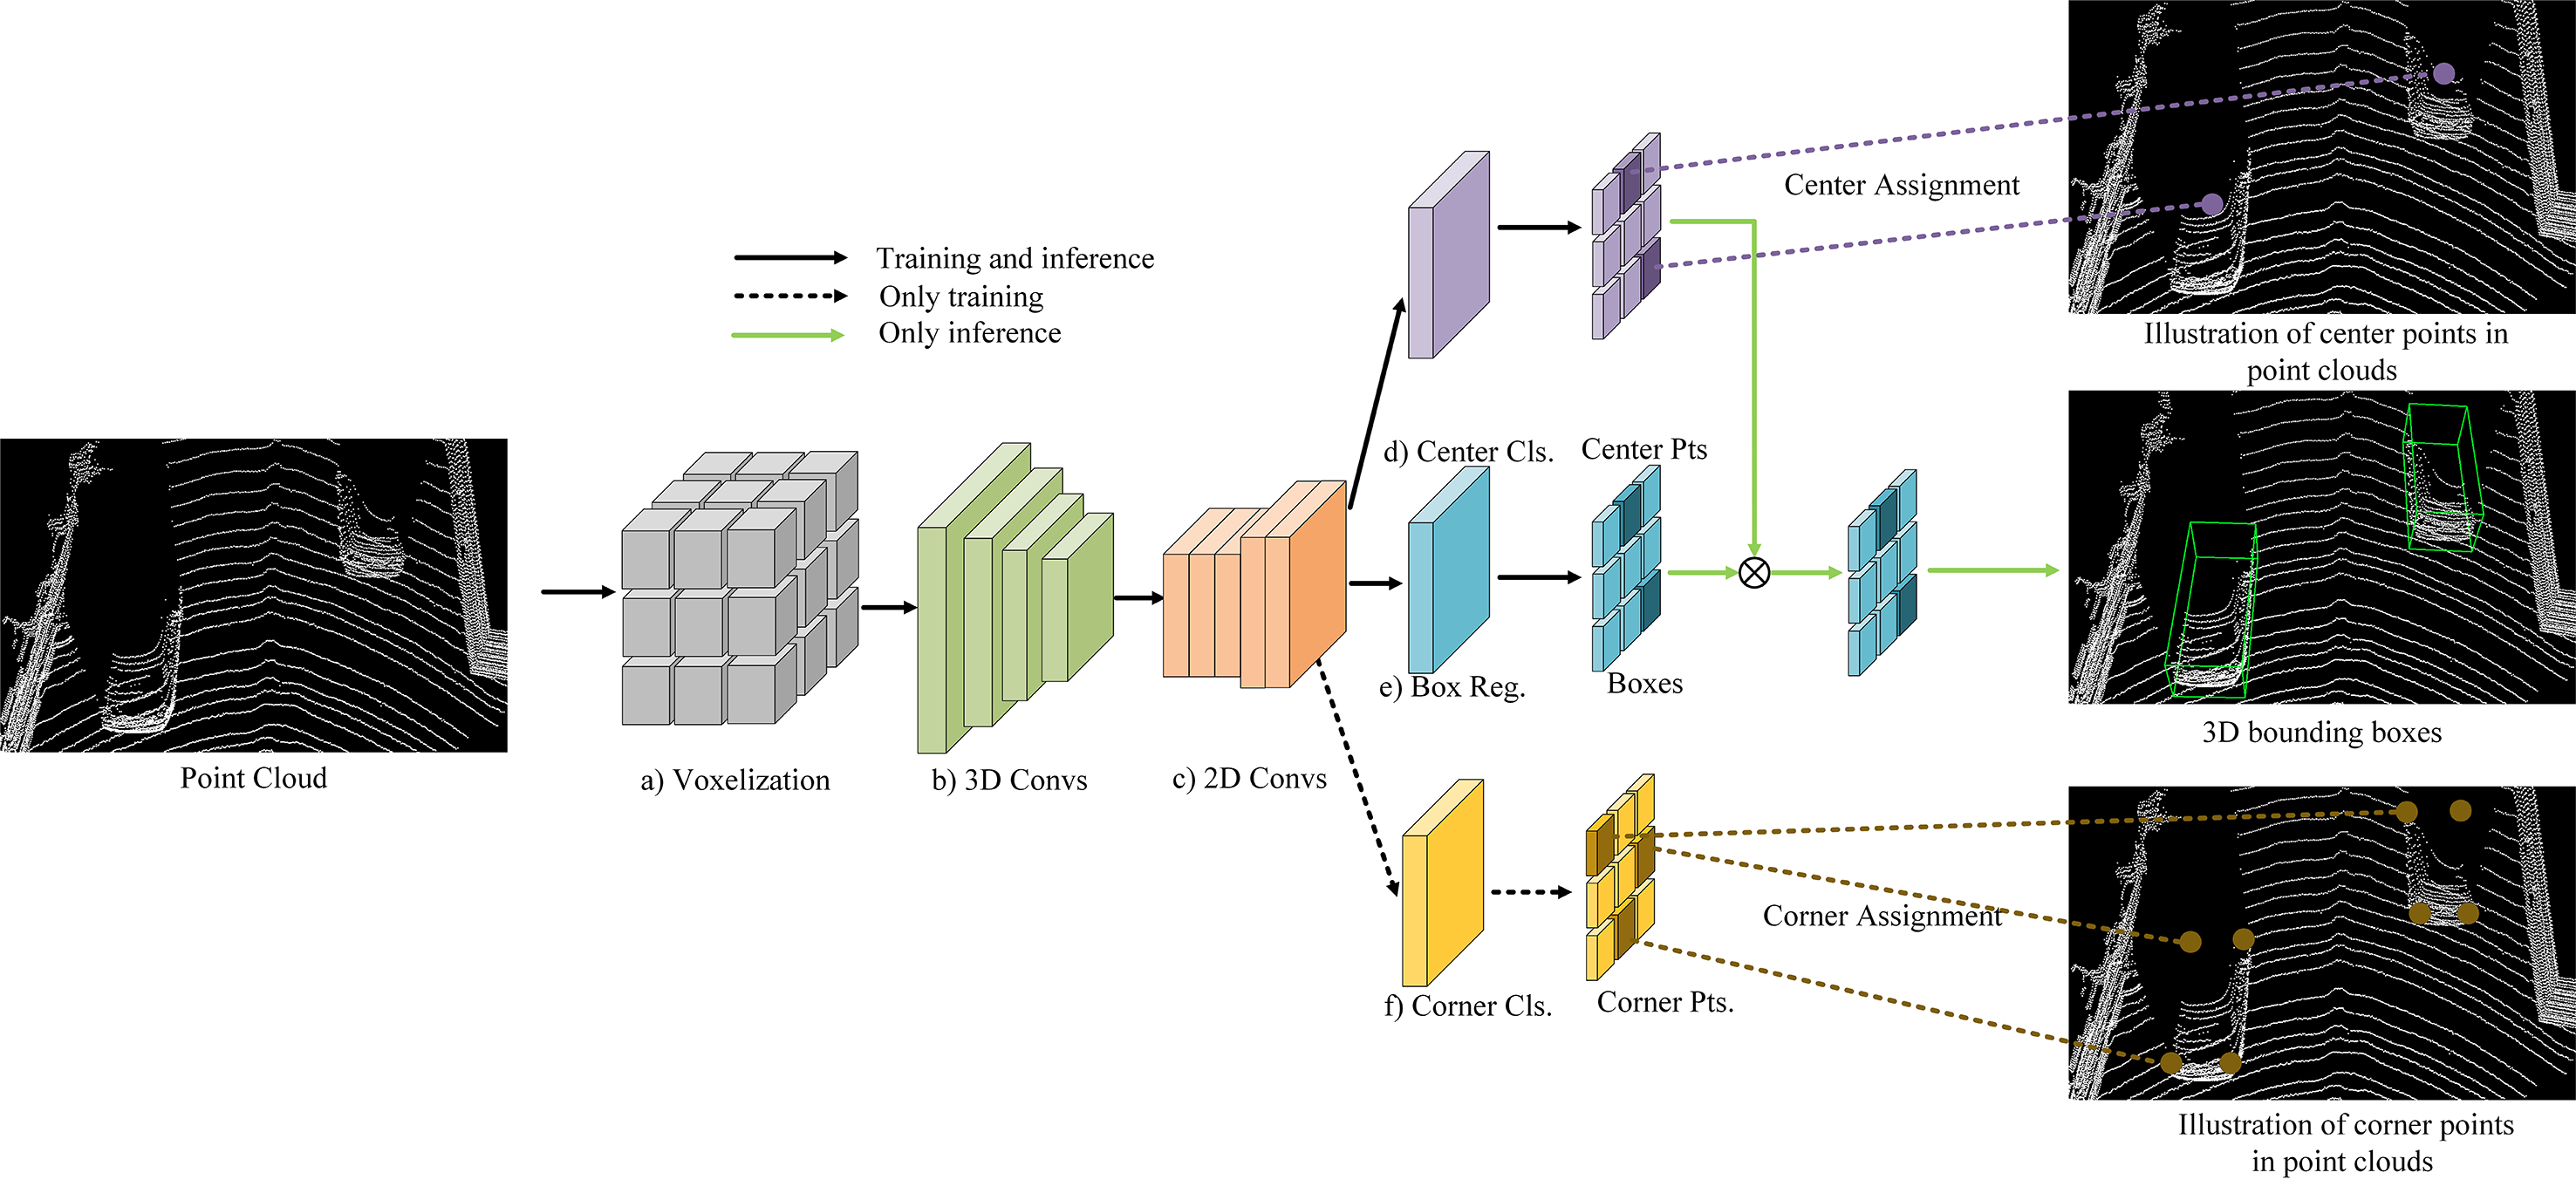 Center Assignment
Training and inference
Only training
Only inference
Illustration of center points in
point clouds
d) Center Cls.
Center Pts
e) Box Reg.
Boxes
3D bounding boxes
Point Cloud
a) Voxelization
b) 3D Convs
c) 2D Convs
Corner Assignment
f) Corner Cls.
Corner Pts.
Illustration of corner points
in point clouds